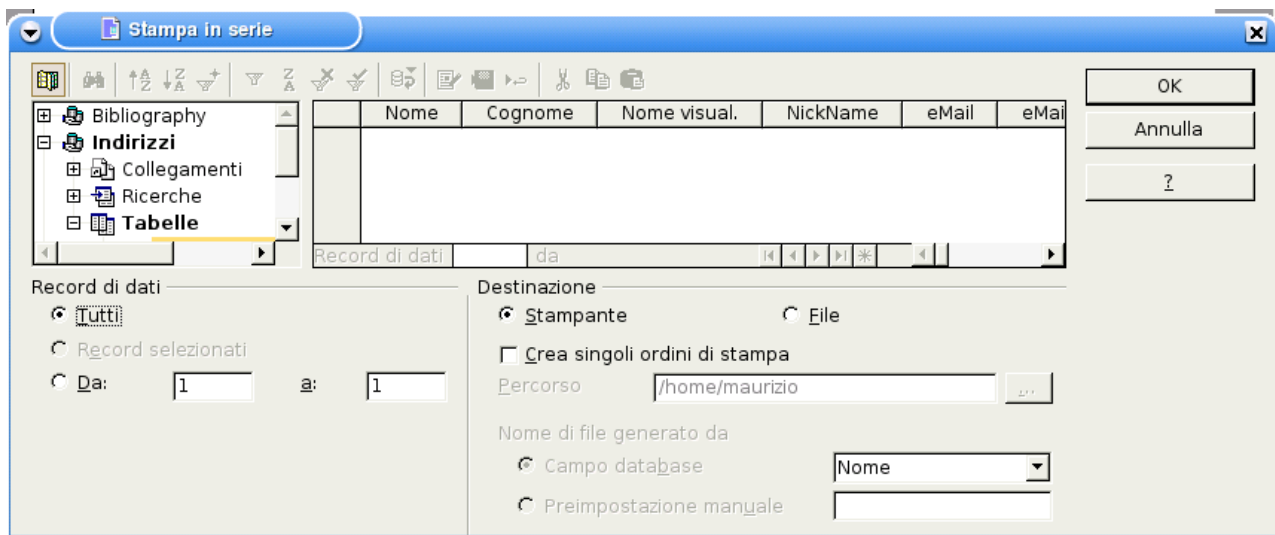 Stampa in serie
OK
Annulla
?
Bibliography
Indirizzi
Collegamenti
Ricerche
Tabelle
Nome Cognome Nome visual. NickName eMail eMai
Record di dati da
Record di dati
Tutti
Record selezionati
Da: 1 a: 1
Destinazione
Stampante File
Crea singoli ordini di stampa
Percorso /home/maurizio ...
Nome di file generato da
Campo database Nome
Preimpostazione manuale